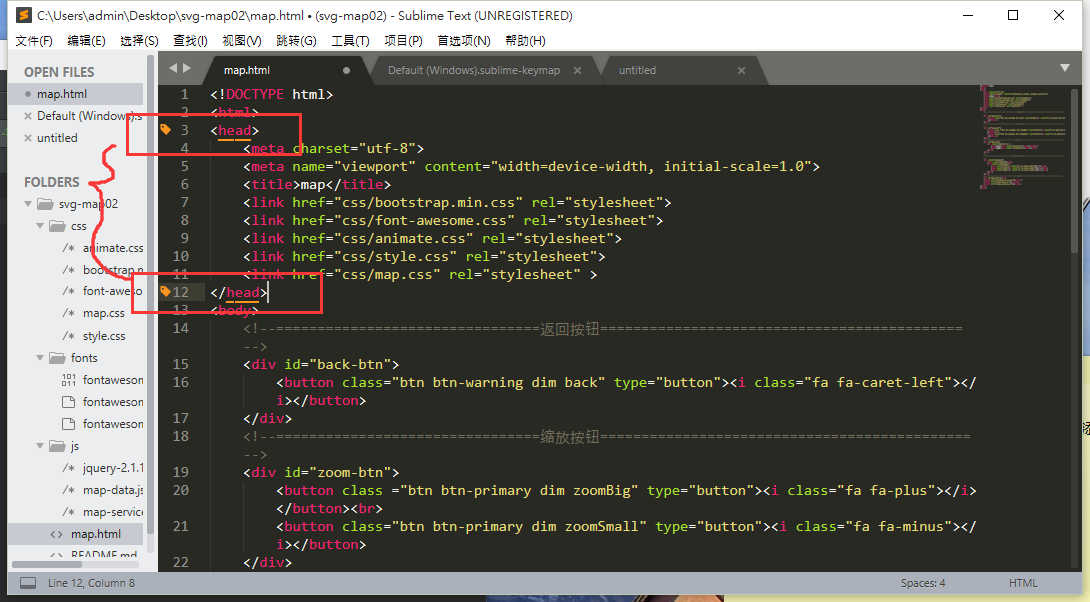 C:\Users\admin\Desktop\svg-map02\map.html • (svg-map02) - Sublime Text (UNREGISTERED)
文件(F) 编辑(E) 选择(S) 查找(I) 视图(V) 跳转(G) 工具(T) 项目(P) 首选项(N) 帮助(H)
OPEN FILES
map.html
Default (Windows).s
untitled
FOLDERS
svg-map02
css
/* animate.css
/* bootstrap.m
/* font-aweso
/* map.css
/* style.css
fonts
fontawesom
fontawesom
fontawesom
js
/* jquery-2.1.1
/* map-data.js
/* map-service
<> map.html
<> README.md
map.html
Default (Windows).sublime-keymap
untitled
1 <!DOCTYPE html>
2 <html>
3 <head>
4 <meta charset="utf-8">
5 <meta name="viewport" content="width=device-width, initial-scale=1.0">
6 <title>map</title>
7 <link href="css/bootstrap.min.css" rel="stylesheet">
8 <link href="css/font-awesome.css" rel="stylesheet">
9 <link href="css/animate.css" rel="stylesheet">
10 <link href="css/style.css" rel="stylesheet">
11 <link href="css/map.css" rel="stylesheet" >
12 </head>
13 <body>
14 <!--================================返回按钮============================================
-->
15 <div id="back-btn">
16 <button class="btn btn-warning dim back" type="button"><i class="fa fa-caret-left"></
i></button>
17 </div>
18 <!--================================缩放按钮=============================================
-->
19 <div id="zoom-btn">
20 <button class ="btn btn-primary dim zoomBig" type="button"><i class="fa fa-plus"></i>
</button><br>
21 <button class="btn btn-primary dim zoomSmall" type="button"><i class="fa fa-minus"></
i></button>
22 </div>
Line 12, Column 8
Spaces: 4
HTML